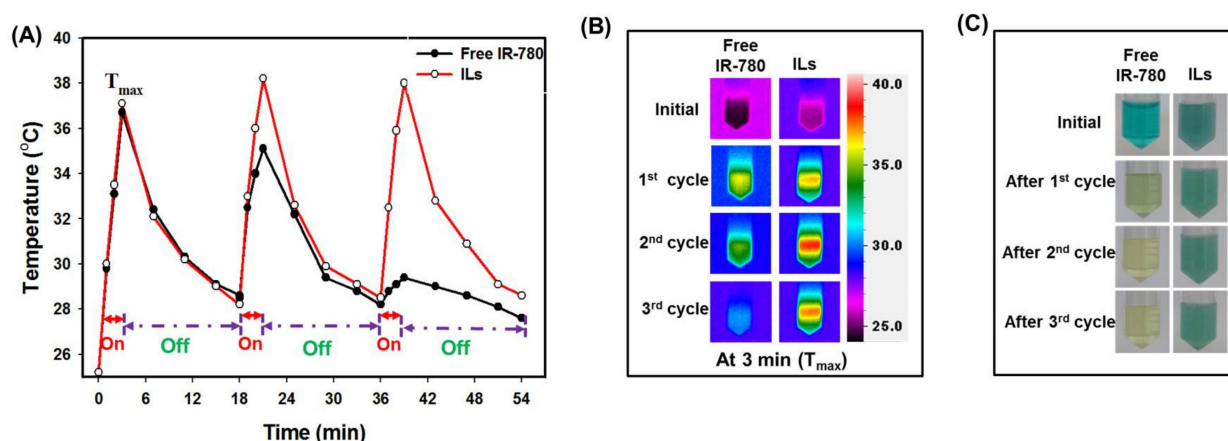 (A)
40
38
36
34
32
30
28
26
Temperature (°C)
Free IR-780
ILs
Tmax
On
Off
On
Off
On
Off
0 6 12 18 24 30 36 42 48 54
Time (min)
(B)
Free
IR-780 ILs
Initial
1st cycle
2nd cycle
3rd cycle
40.0
35.0
30.0
25.0
At 3 min (Tmax)
(C)
Free
IR-780 ILs
Initial
After 1st cycle
After 2nd cycle
After 3rd cycle